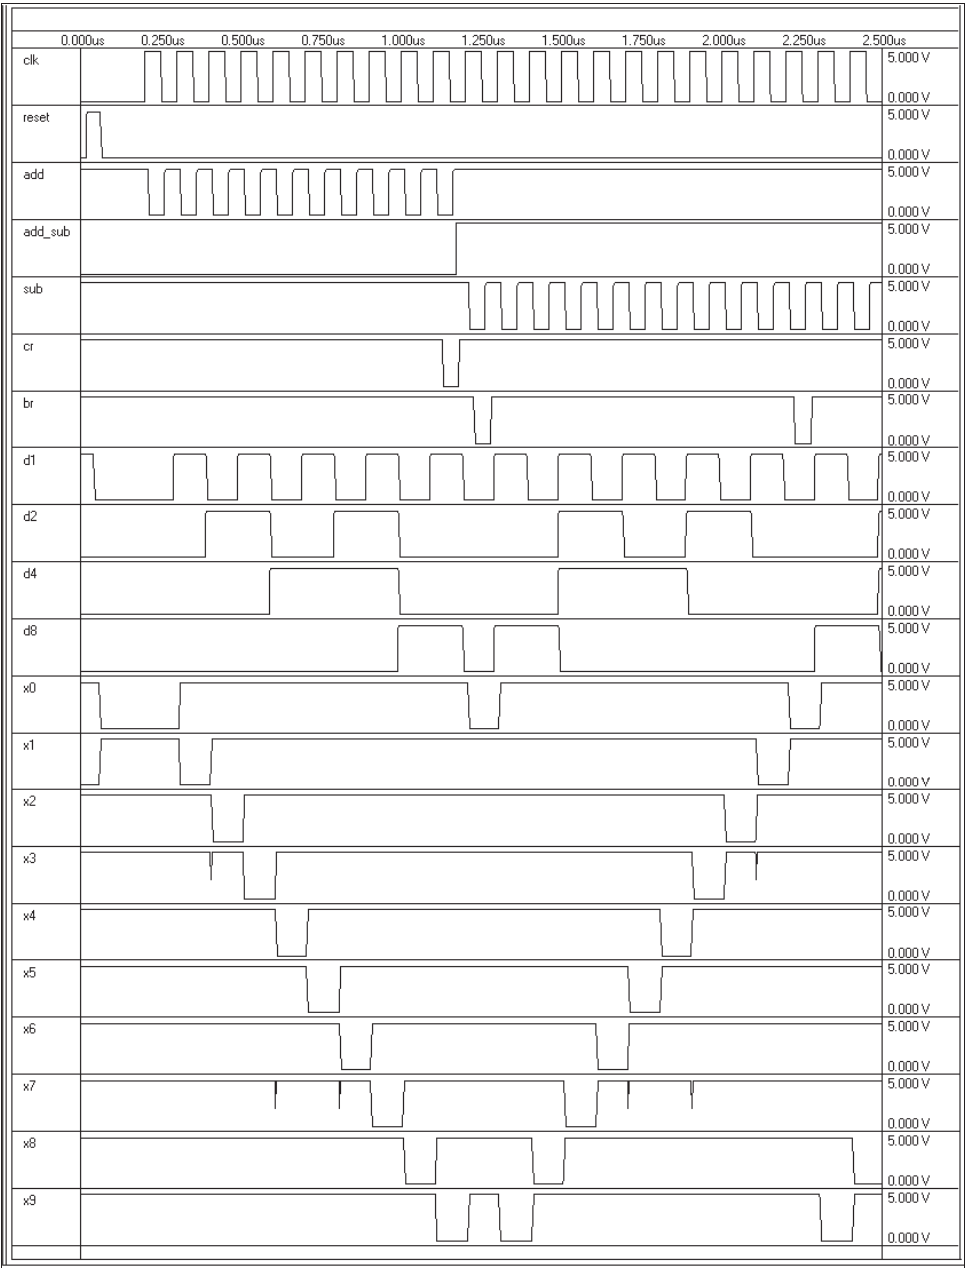 0.000us 0.250us 0.500us 0.750us 1.000us 1.250us 1.500us 1.750us 2.000us 2.250us 2.500us
clk 5.000 V
0.000 V
reset 5.000 V
0.000 V
add 5.000 V
0.000 V
add_sub 5.000 V
0.000 V
sub 5.000 V
0.000 V
cr 5.000 V
0.000 V
br 5.000 V
0.000 V
d1 5.000 V
0.000 V
d2 5.000 V
0.000 V
d4 5.000 V
0.000 V
d8 5.000 V
0.000 V
x0 5.000 V
0.000 V
x1 5.000 V
0.000 V
x2 5.000 V
0.000 V
x3 5.000 V
0.000 V
x4 5.000 V
0.000 V
x5 5.000 V
0.000 V
x6 5.000 V
0.000 V
x7 5.000 V
0.000 V
x8 5.000 V
0.000 V
x9 5.000 V
0.000 V